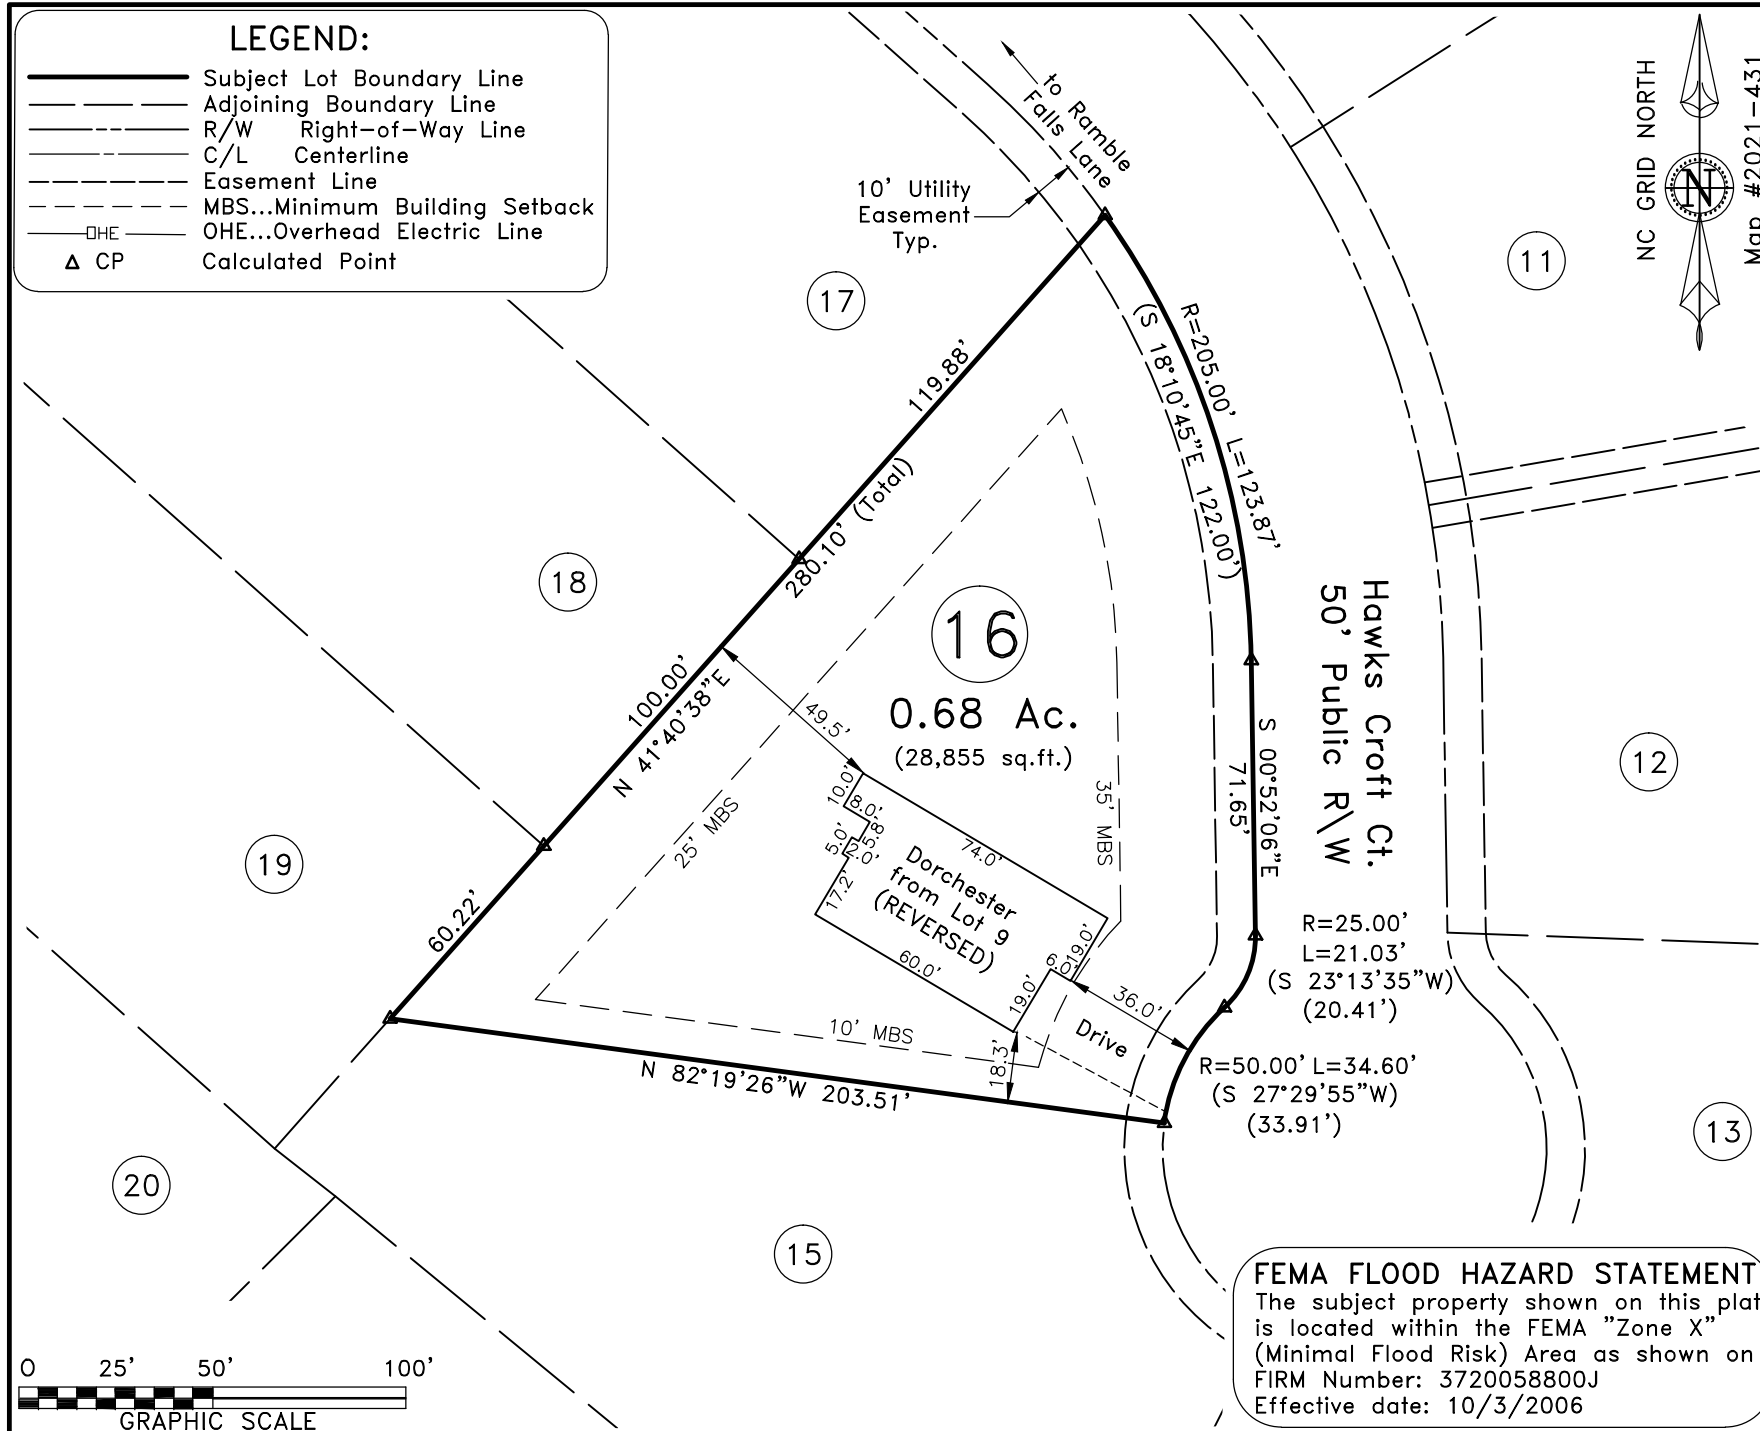 LEGEND:
Subject Lot Boundary Line
Adjoining Boundary Line
R/W Right-of-Way Line
C/L Centerline
Easement Line
MBS...Minimum Building Setback
OHE OHE...Overhead Electric Line
CP Calculated Point
to Ramble
Falls Lane
10' Utility
Easement
Typ.
NC GRID NORTH
N
Map #2021-431
11
17
18
19
20
15
12
13
119.88'
280.10' (Total)
100.00'
N 41°40'38"E
60.22'
R=205.00' L=123.87'
(S 18°10'45"E 122.00')
16
0.68 Ac.
(28,855 sq.ft.)
49.5'
25' MBS
35' MBS
10' MBS
S 00°52'06"E
71.65'
Hawks Croft Ct.
50' Public R\W
10.0'
8.0'
5.8'
5.0'
2.0'
17.2'
74.0'
60.0'
19.0'
6.0'
19.0'
Dorchester
from Lot 9
(REVERSED)
36.0'
Drive
18.3'
N 82°19'26"W 203.51'
R=25.00'
L=21.03'
(S 23°13'35"W)
(20.41')
R=50.00' L=34.60'
(S 27°29'55"W)
(33.91')
0 25' 50' 100'
GRAPHIC SCALE
FEMA FLOOD HAZARD STATEMENT
The subject property shown on this plat
is located within the FEMA "Zone X"
(Minimal Flood Risk) Area as shown on
FIRM Number: 3720058800J
Effective date: 10/3/2006